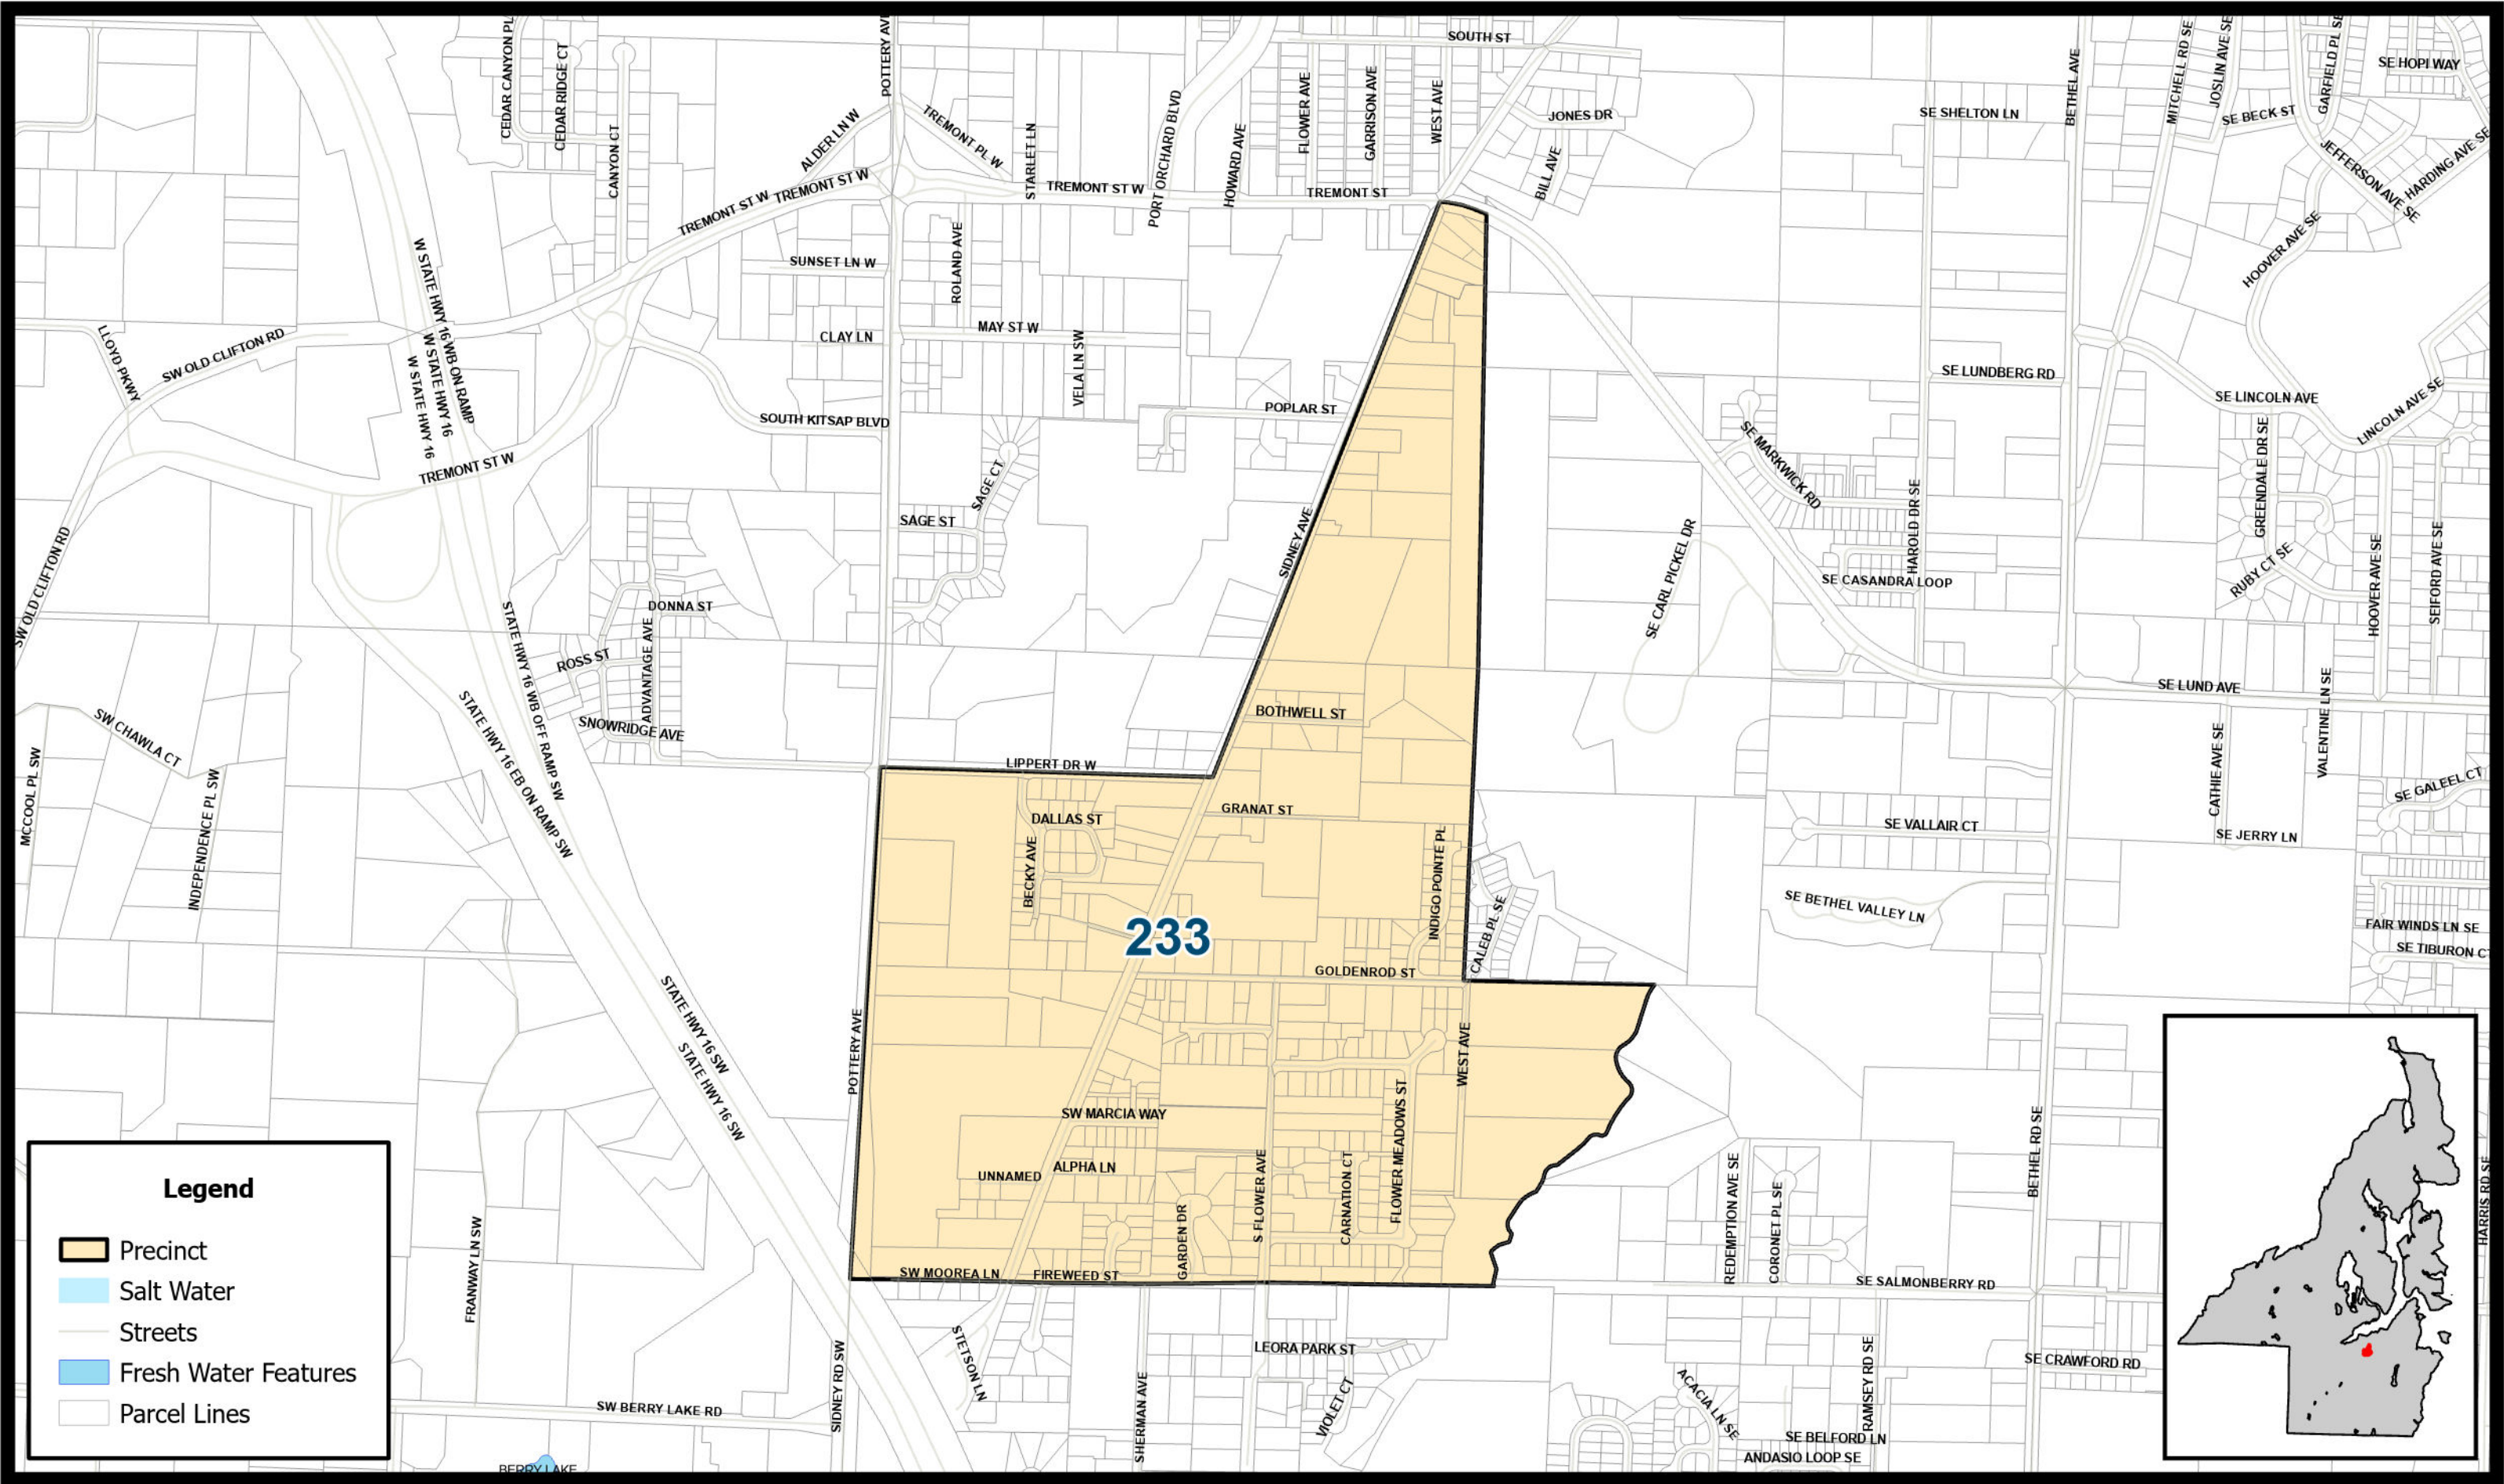 CEDAR CANYON PL
CEDAR RIDGE CT
CANYON CT
POTTERY AVE
ALDER LN W
TREMONT PL W
STARLET LN
PORT ORCHARD BLVD
HOWARD AVE
FLOWER AVE
GARRISON AVE
WEST AVE
SOUTH ST
JONES DR
BILL AVE
SE SHELTON LN
BETHEL AVE
MITCHELL RD SE
JOSLIN AVE SE
GARFIELD PL SE
SE HOPI WAY
SE BECK ST
JEFFERSON AVE SE
HARDING AVE SE
HOOVER AVE SE
TREMONT ST W
TREMONT ST W
TREMONT ST W
TREMONT ST
W STATE HWY 16 WB ON RAMP
W STATE HWY 16
W STATE HWY 16
SUNSET LN W
ROLAND AVE
CLAY LN
MAY ST W
VELA LN SW
LLOYD PKWY
SW OLD CLIFTON RD
SOUTH KITSAP BLVD
POPLAR ST
SE LUNDBERG RD
SE LINCOLN AVE
LINCOLN AVE SE
TREMONT ST W
SAGE CT
SAGE ST
SIDNEY AVE
SE MARKWICK RD
HAROLD DR SE
GREENDALE DR SE
RUBY CT SE
HOOVER AVE SE
SEIFORD AVE SE
SW OLD CLIFTON RD
SE CARL PICKEL DR
SE CASANDRA LOOP
DONNA ST
ROSS ST
ADVANTAGE AVE
SNOWRIDGE AVE
STATE HWY 16 WB OFF RAMP SW
STATE HWY 16 EB ON RAMP SW
SW CHAWLA CT
MCCOOL PL SW
INDEPENDENCE PL SW
BOTHWELL ST
SE LUND AVE
VALENTINE LN SE
CATHIE AVE SE
SE GALEEL CT
LIPPERT DR W
DALLAS ST
GRANAT ST
BECKY AVE
INDIGO POINTE PL
SE VALLAIR CT
SE JERRY LN
CALEB PL SE
SE BETHEL VALLEY LN
FAIR WINDS LN SE
SE TIBURON C
233
GOLDENROD ST
STATE HWY 16 SW
STATE HWY 16 SW
POTTERY AVE
WEST AVE
SW MARCIA WAY
FLOWER MEADOWS ST
UNNAMED
ALPHA LN
GARDEN DR
S FLOWER AVE
CARNATION CT
BETHEL RD SE
REDEMPTION AVE SE
CORONET PL SE
HARRIS RD SE
FRANWAY LN SW
SW MOOREA LN
FIREWEED ST
SE SALMONBERRY RD
STETSON LN
SIDNEY RD SW
SHERMAN AVE
LEORA PARK ST
VIOLET CT
ACACIA LN SE
RAMSEY RD SE
SE CRAWFORD RD
SW BERRY LAKE RD
SE BELFORD LN
ANDASIO LOOP SE
BERRY LAKE
Legend
Precinct
Salt Water
Streets
Fresh Water Features
Parcel Lines